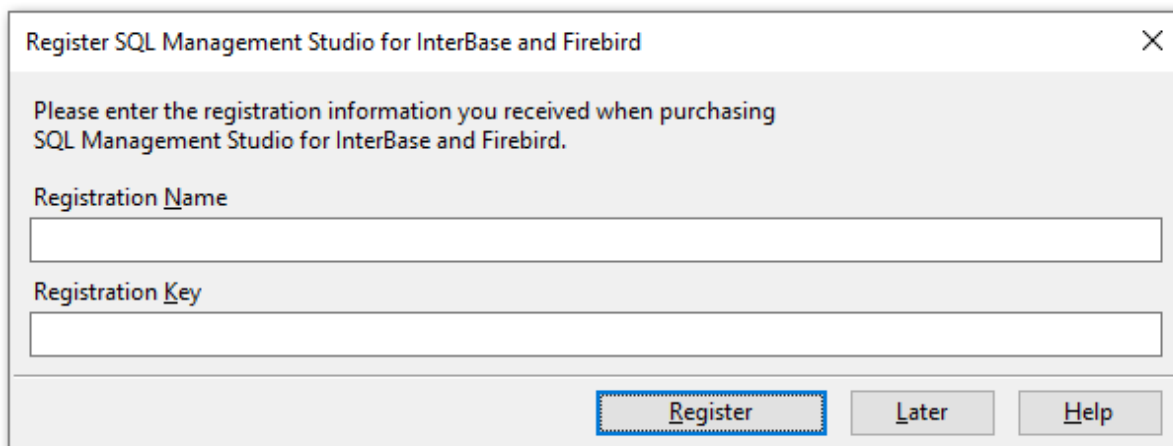 Register SQL Management Studio for InterBase and Firebird
Please enter the registration information you received when purchasing
SQL Management Studio for InterBase and Firebird.
Registration Name
Registration Key
Register Later Help